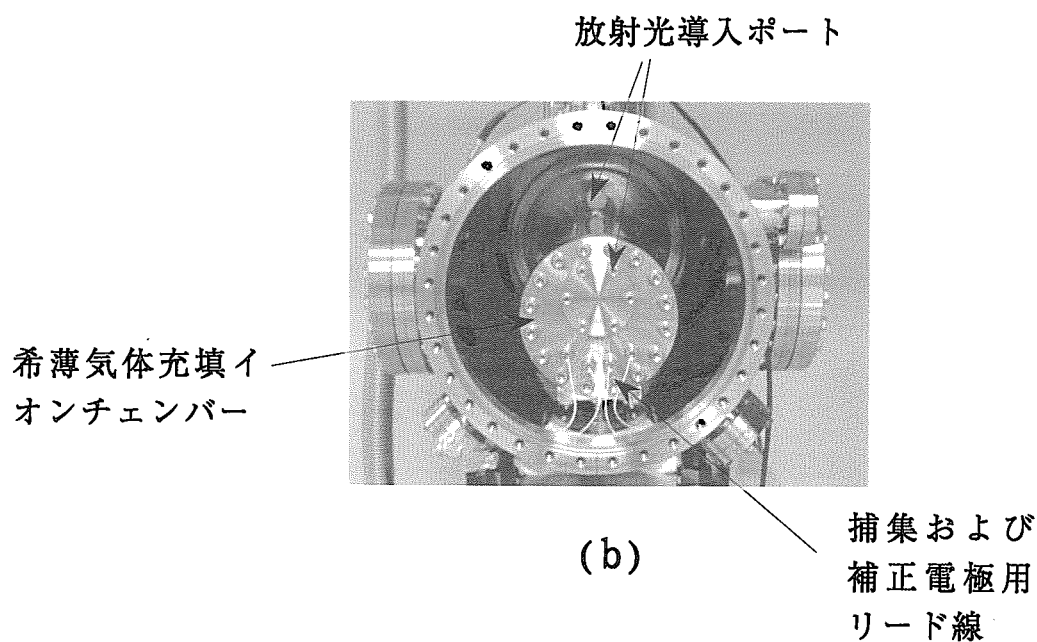 放射光導入ポート
希薄気体充填イ
オンチェンバー
(b)
捕集および
補正電極用
リード線